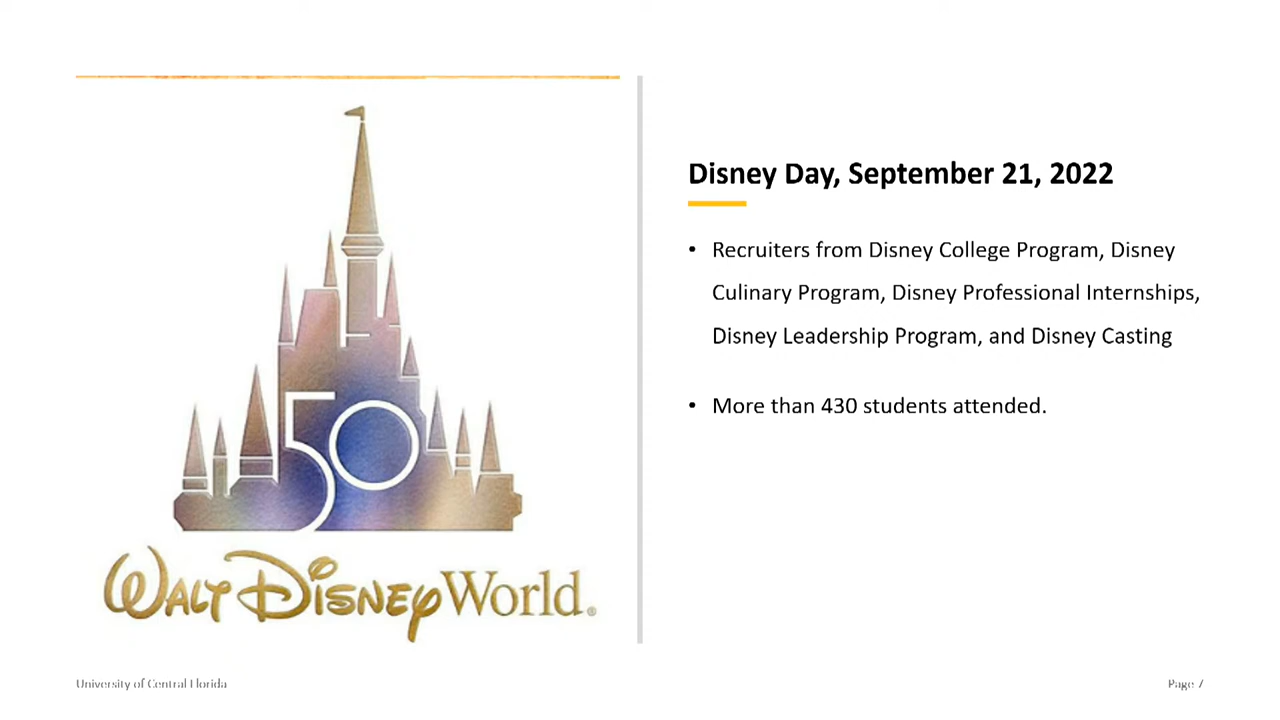 50
WALT DISNEY World®
Disney Day, September 21, 2022
• Recruiters from Disney College Program, Disney
Culinary Program, Disney Professional Internships,
Disney Leadership Program, and Disney Casting
• More than 430 students attended.
University of Central Florida
Page 7